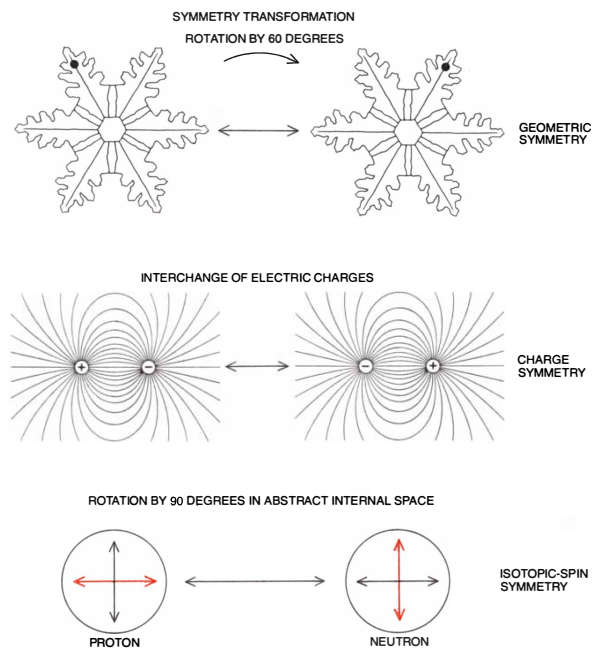 SYMMETRY TRANSFORMATION
ROTATION BY 60 DEGREES
GEOMETRIC
SYMMETRY
INTERCHANGE OF ELECTRIC CHARGES
+ −
− +
CHARGE
SYMMETRY
ROTATION BY 90 DEGREES IN ABSTRACT INTERNAL SPACE
ISOTOPIC-SPIN
SYMMETRY
PROTON
NEUTRON